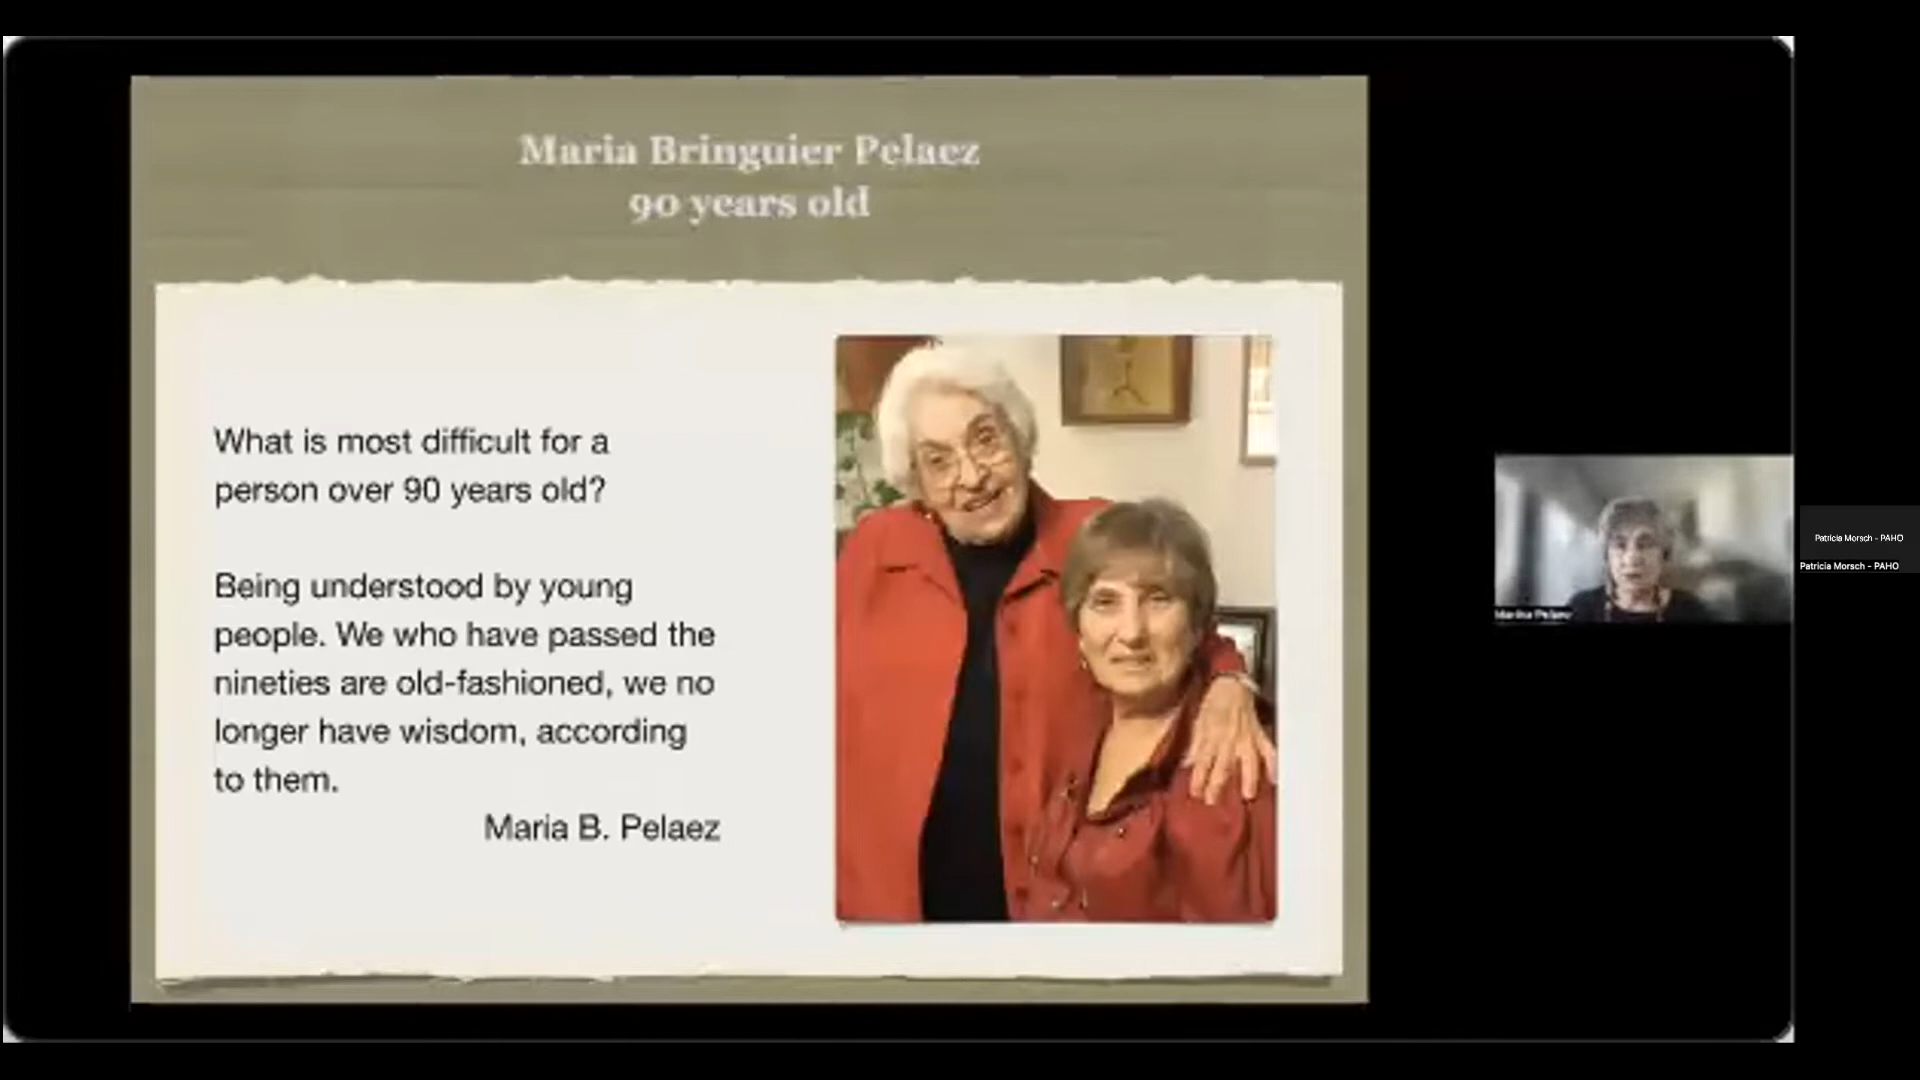 Maria Bringuier Pelaez
90 years old
What is most difficult for a
person over 90 years old?
Being understood by young
people. We who have passed the
nineties are old-fashioned, we no
longer have wisdom, according
to them.
Maria B. Pelaez
Martha Pelaez
Patricia Morsch - PAHO
Patricia Morsch - PAHO